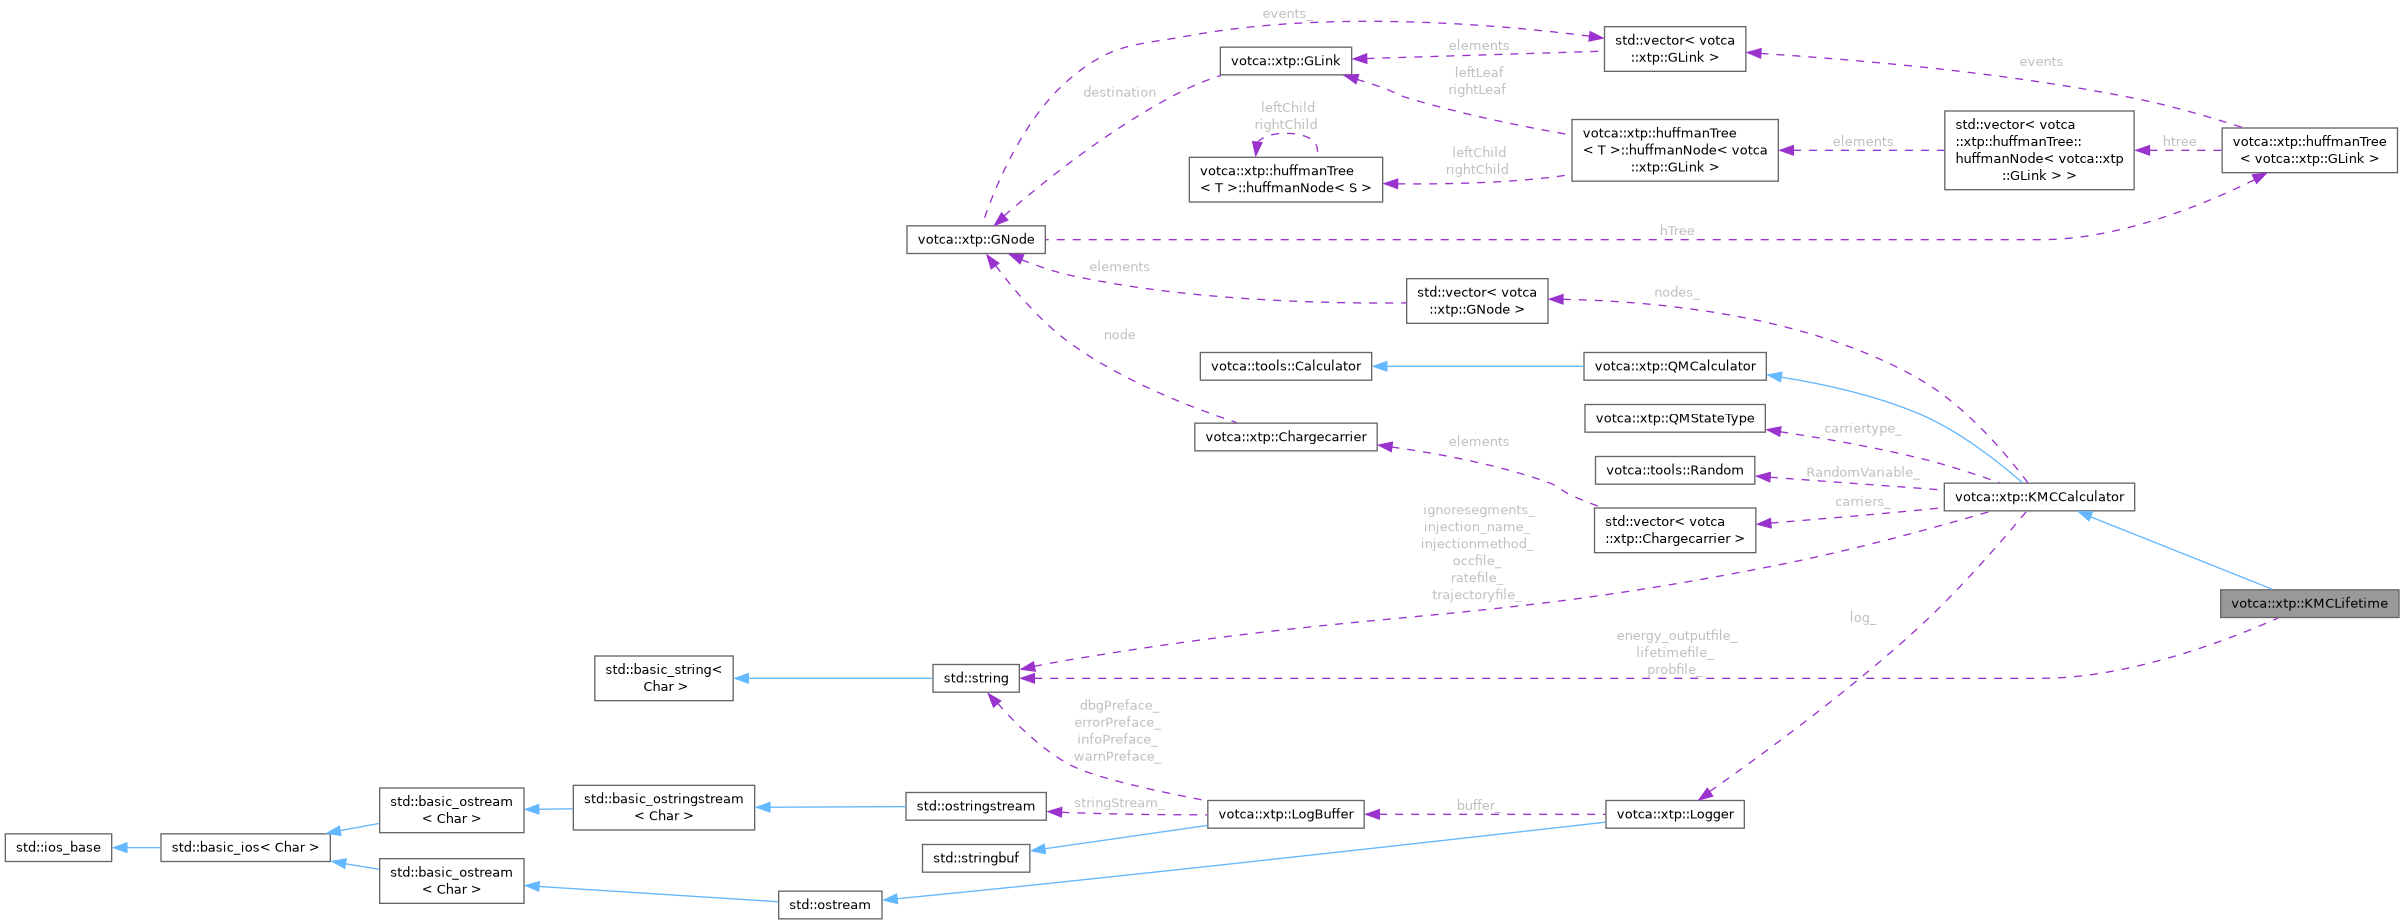 events_
std::vector< votca
::xtp::GLink >
elements
votca::xtp::GLink
events
leftLeaf
rightLeaf
destination
leftChild
rightChild
std::vector< votca
::xtp::huffmanTree::
huffmanNode< votca::xtp
::GLink > >
votca::xtp::huffmanTree
< T >::huffmanNode< votca
::xtp::GLink >
elements
htree
votca::xtp::huffmanTree
< votca::xtp::GLink >
leftChild
rightChild
votca::xtp::huffmanTree
< T >::huffmanNode< S >
votca::xtp::GNode
hTree
elements
std::vector< votca
::xtp::GNode >
nodes_
node
votca::tools::Calculator
votca::xtp::QMCalculator
votca::xtp::QMStateType
carriertype_
votca::xtp::Chargecarrier
elements
votca::tools::Random
RandomVariable_
votca::xtp::KMCCalculator
carriers_
std::vector< votca
::xtp::Chargecarrier >
ignoresegments_
injection_name_
injectionmethod_
occfile_
ratefile_
trajectoryfile_
votca::xtp::KMCLifetime
log_
energy_outputfile_
lifetimefile_
probfile_
std::basic_string<
Char >
std::string
dbgPreface_
errorPreface_
infoPreface_
warnPreface_
std::basic_ostream
< Char >
std::basic_ostringstream
< Char >
std::ostringstream
stringStream_
votca::xtp::LogBuffer
buffer_
votca::xtp::Logger
std::ios_base
std::basic_ios< Char >
std::stringbuf
std::basic_ostream
< Char >
std::ostream